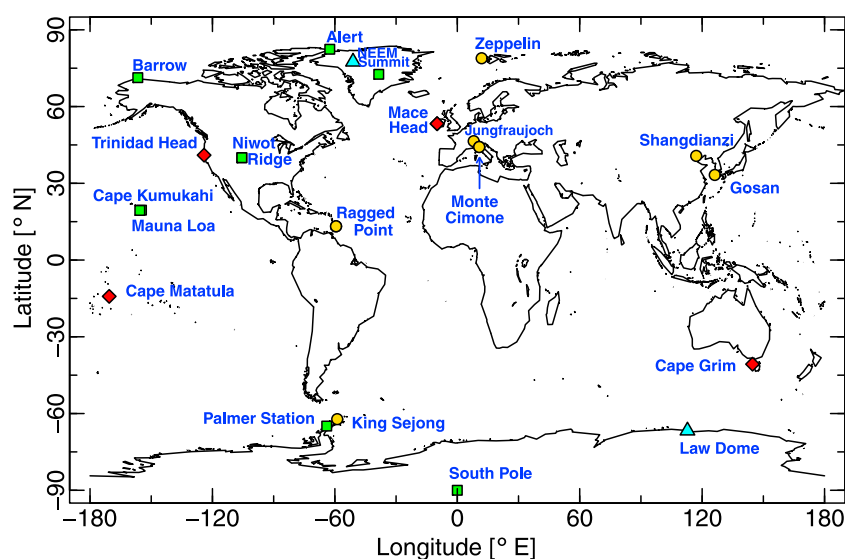 90
60
30
0
−30
−60
−90
Latitude [° N]
Alert
NEEM
Summit
Zeppelin
Barrow
Mace
Head
Jungfraujoch
Trinidad Head
Niwot
Ridge
Shangdianzi
Gosan
Monte
Cimone
Cape Kumukahi
Mauna Loa
Ragged
Point
Cape Matatula
Cape Grim
Palmer Station
King Sejong
Law Dome
South Pole
−180
−120
−60
0
60
120
180
Longitude [° E]